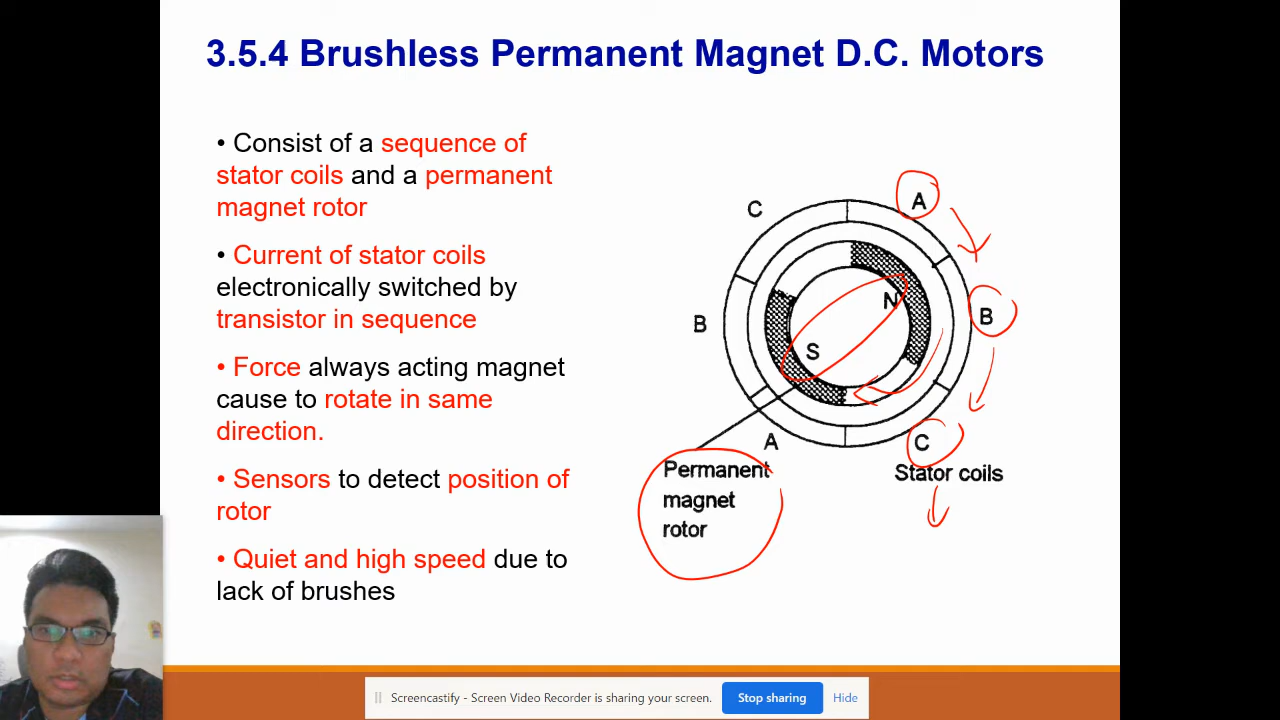 3.5.4 Brushless Permanent Magnet D.C. Motors
• Consist of a sequence of
stator coils and a permanent
magnet rotor
• Current of stator coils
electronically switched by
transistor in sequence
• Force always acting magnet
cause to rotate in same
direction.
• Sensors to detect position of
rotor
• Quiet and high speed due to
lack of brushes
C
A
N
B
B
S
A
C
Permanent
magnet
rotor
Stator coils
Screencastify - Screen Video Recorder is sharing your screen.
Stop sharing
Hide